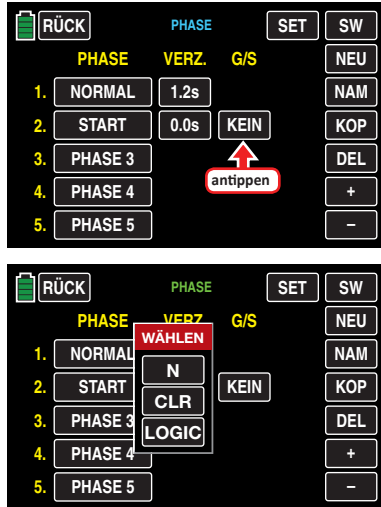 RÜCK PHASE SET SW
PHASE VERZ. G/S NEU
1. NORMAL 1.2s NAM
2. START 0.0s KEIN KOP
3. PHASE 3 DEL
antippen
4. PHASE 4 +
5. PHASE 5 –
RÜCK PHASE SET SW
PHASE VERZ G/S NEU
WÄHLEN
1. NORMAL NAM
N
2. START KEIN KOP
CLR
3. PHASE 3 DEL
LOGIC
4. PHASE 4 +
5. PHASE 5 –